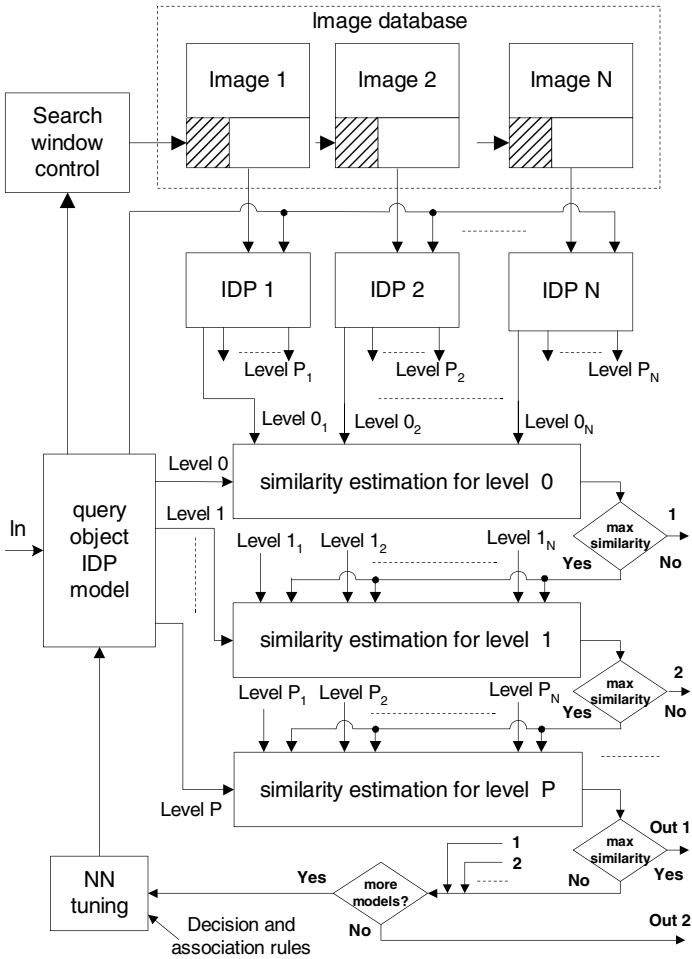 Image database
Image 1
Image 2
Image N
Search
window
control
IDP 1
IDP 2
IDP N
Level P1
Level P2
Level PN
Level 01
Level 02
Level 0N
Level 0
similarity estimation for level 0
In
query
object
IDP
model
Level 1
max
similarity
1
Yes
No
Level 11
Level 12
Level 1N
similarity estimation for level 1
max
similarity
2
Yes
No
Level P1
Level P2
Level PN
similarity estimation for level P
Level P
max
similarity
Out 1
Yes
No
1
2
more
models?
Yes
No
Out 2
NN
tuning
Decision and
association rules